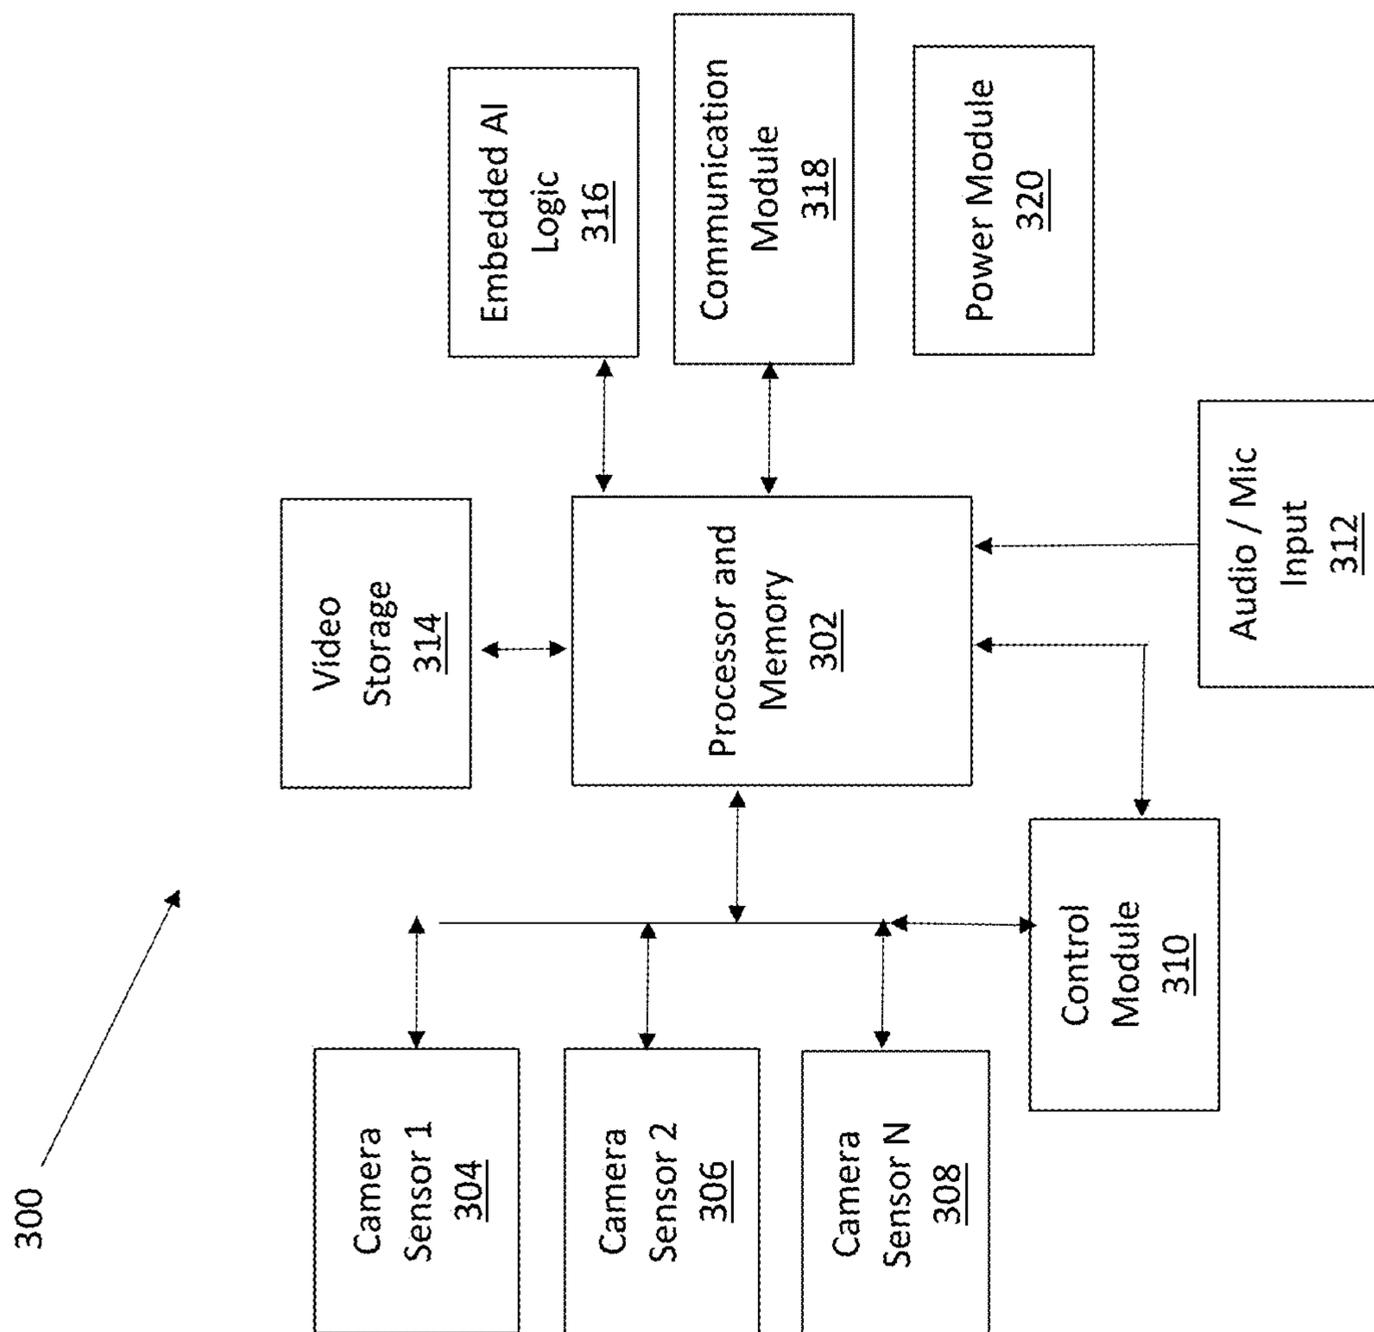 300
Camera
Sensor 1
304
Camera
Sensor 2
306
Camera
Sensor N
308
Control
Module
310
Video
Storage
314
Processor and
Memory
302
Audio / Mic
Input
312
Embedded AI
Logic
316
Communication
Module
318
Power Module
320